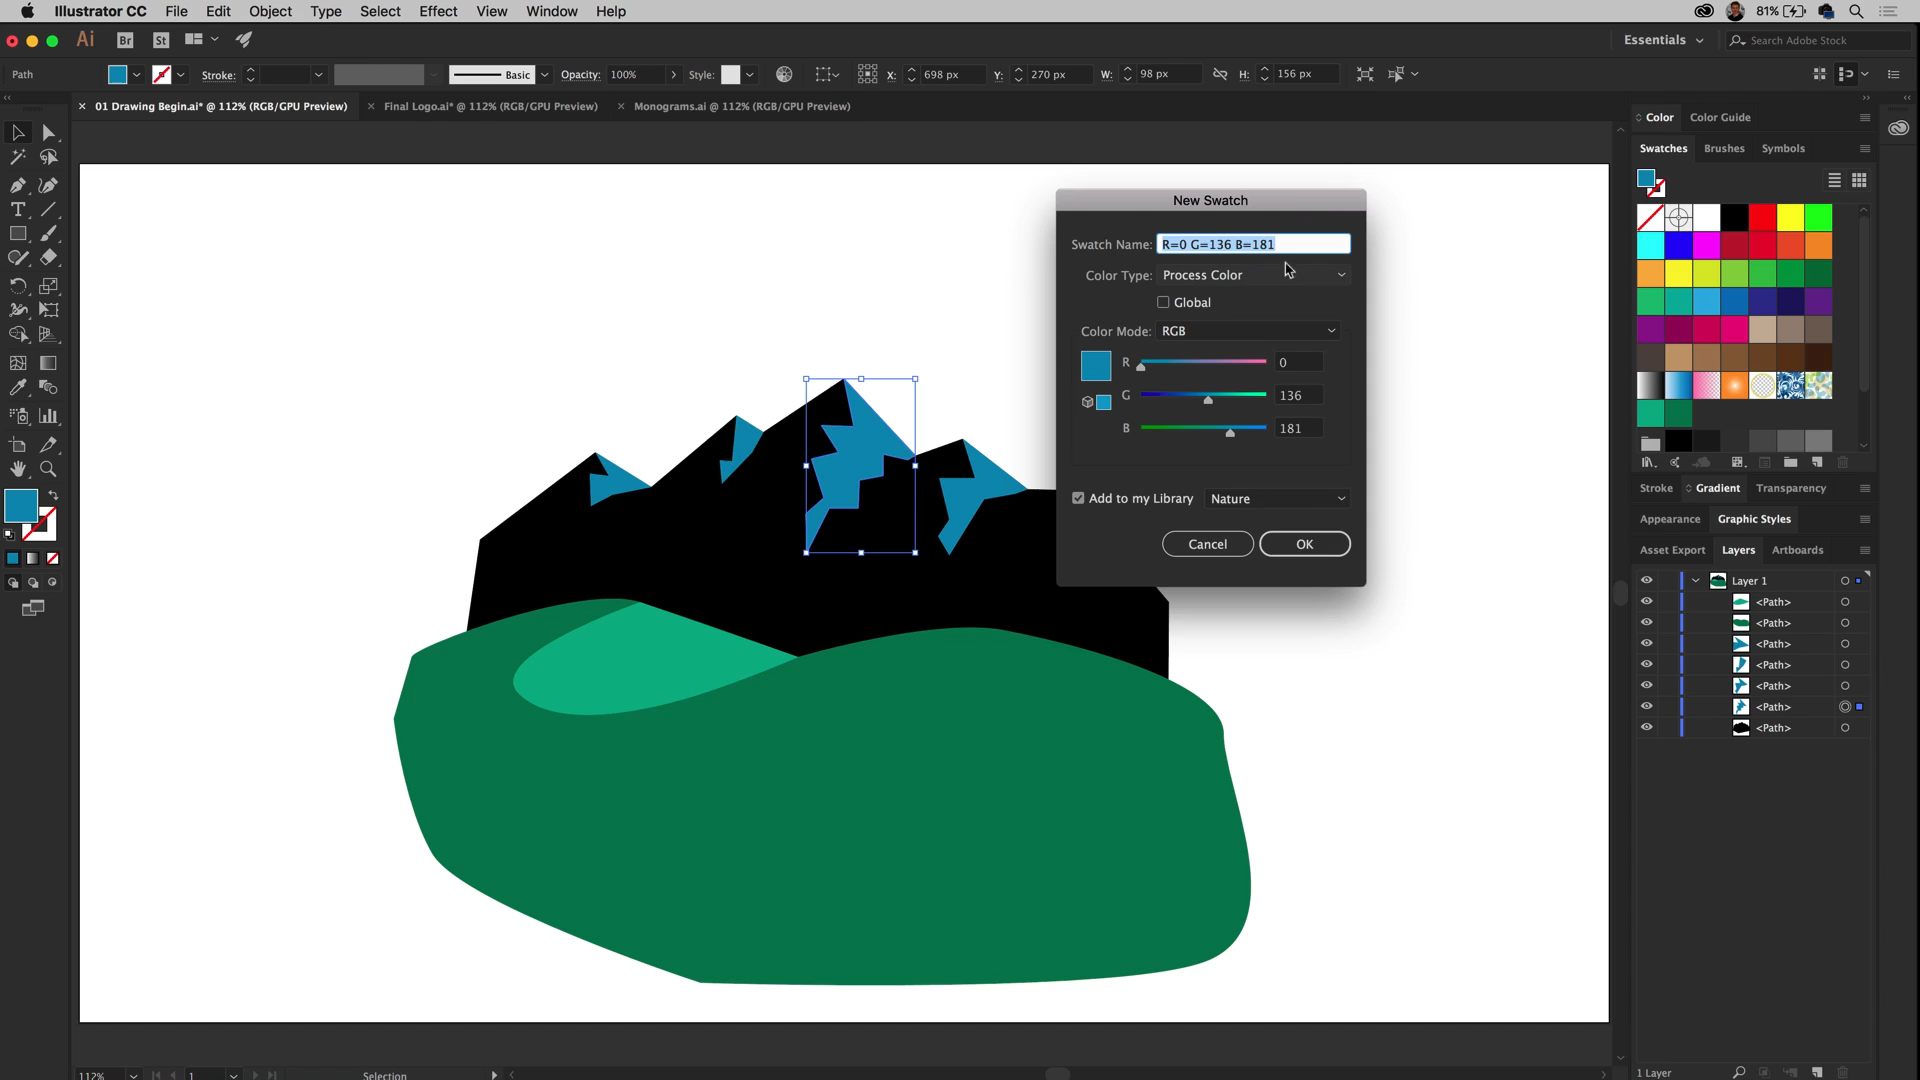 Illustrator CC File Edit Object Type Select Effect View Window Help 81%
Ai Br St Essentials Search Adobe Stock
Path Stroke: Basic Opacity: 100% Style: X: 698 px Y: 270 px W: 98 px H: 156 px
01 Drawing Begin.ai* @ 112% (RGB/GPU Preview) Final Logo.ai* @ 112% (RGB/GPU Preview) Monograms.ai @ 112% (RGB/GPU Preview)
Color Color Guide
Swatches Brushes Symbols
New Swatch
Swatch Name: R=0 G=136 B=181
Color Type: Process Color
Global
Color Mode: RGB
R 0
G 136
B 181
Add to my Library Nature
Cancel OK
Stroke Gradient Transparency
Appearance Graphic Styles
Asset Export Layers Artboards
Layer 1
<Path>
<Path>
<Path>
<Path>
<Path>
<Path>
<Path>
112% 1 Selection
1 Layer